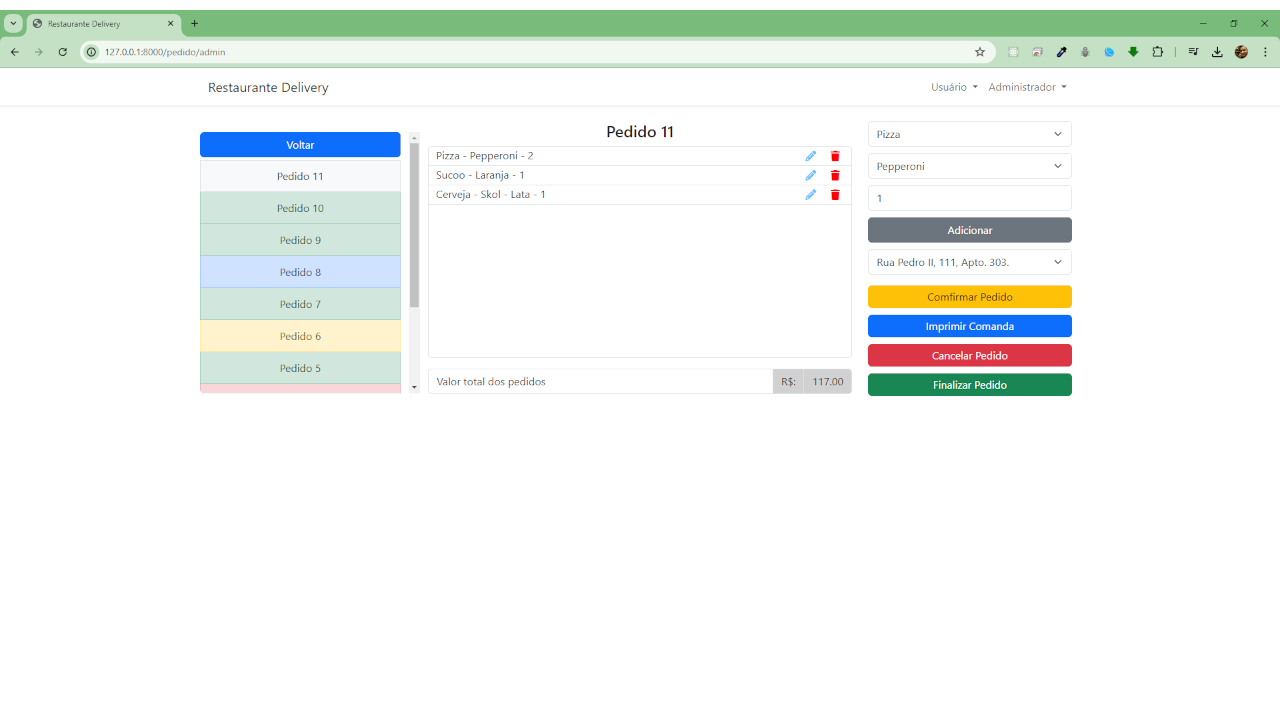 Restaurante Delivery
127.0.0.1:8000/pedido/admin
Restaurante Delivery
Usuário
Administrador
Voltar
Pedido 11
Pedido 10
Pedido 9
Pedido 8
Pedido 7
Pedido 6
Pedido 5
Pedido 11
Pizza - Pepperoni - 2
Sucoo - Laranja - 1
Cerveja - Skol - Lata - 1
Valor total dos pedidos R$: 117.00
Pizza
Pepperoni
1
Adicionar
Rua Pedro II, 111, Apto. 303.
Comfirmar Pedido
Imprimir Comanda
Cancelar Pedido
Finalizar Pedido